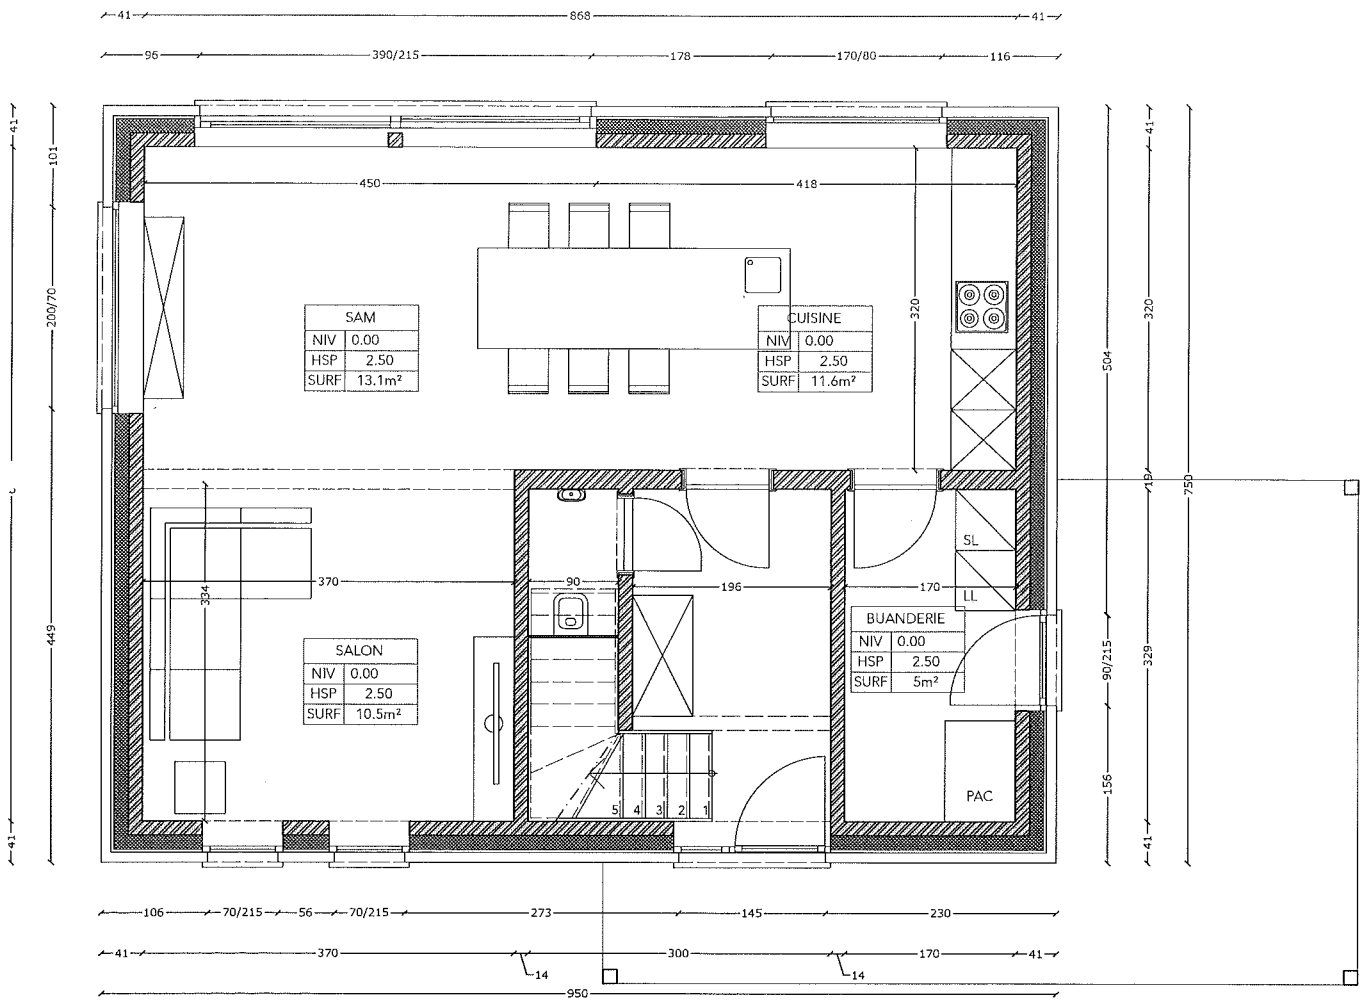 41 868 41
96 390/215 178 170/80 116
41
101
200/70
449
41
450 418
320
SAM
NIV 0.00
HSP 2.50
SURF 13.1m²
CUISINE
NIV 0.00
HSP 2.50
SURF 11.6m²
41
320
19
329
41
504
90/215
156
750
370 90 196 170
334
SL
LL
SALON
NIV 0.00
HSP 2.50
SURF 10.5m²
BUANDERIE
NIV 0.00
HSP 2.50
SURF 5m²
PAC
5 4 3 2 1
106 70/215 56 70/215 273 145 230
41 370 300 170 41
14 14
950